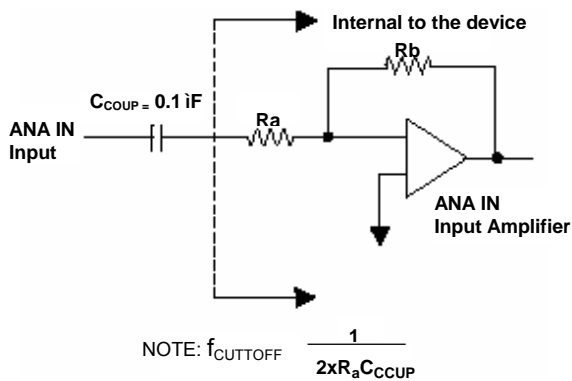 Internal to the device
Rb
CCOUP = 0.1 ìF
Ra
ANA IN
Input
ANA IN
Input Amplifier
NOTE: fCUTTOFF 1
2xRaCCCUP